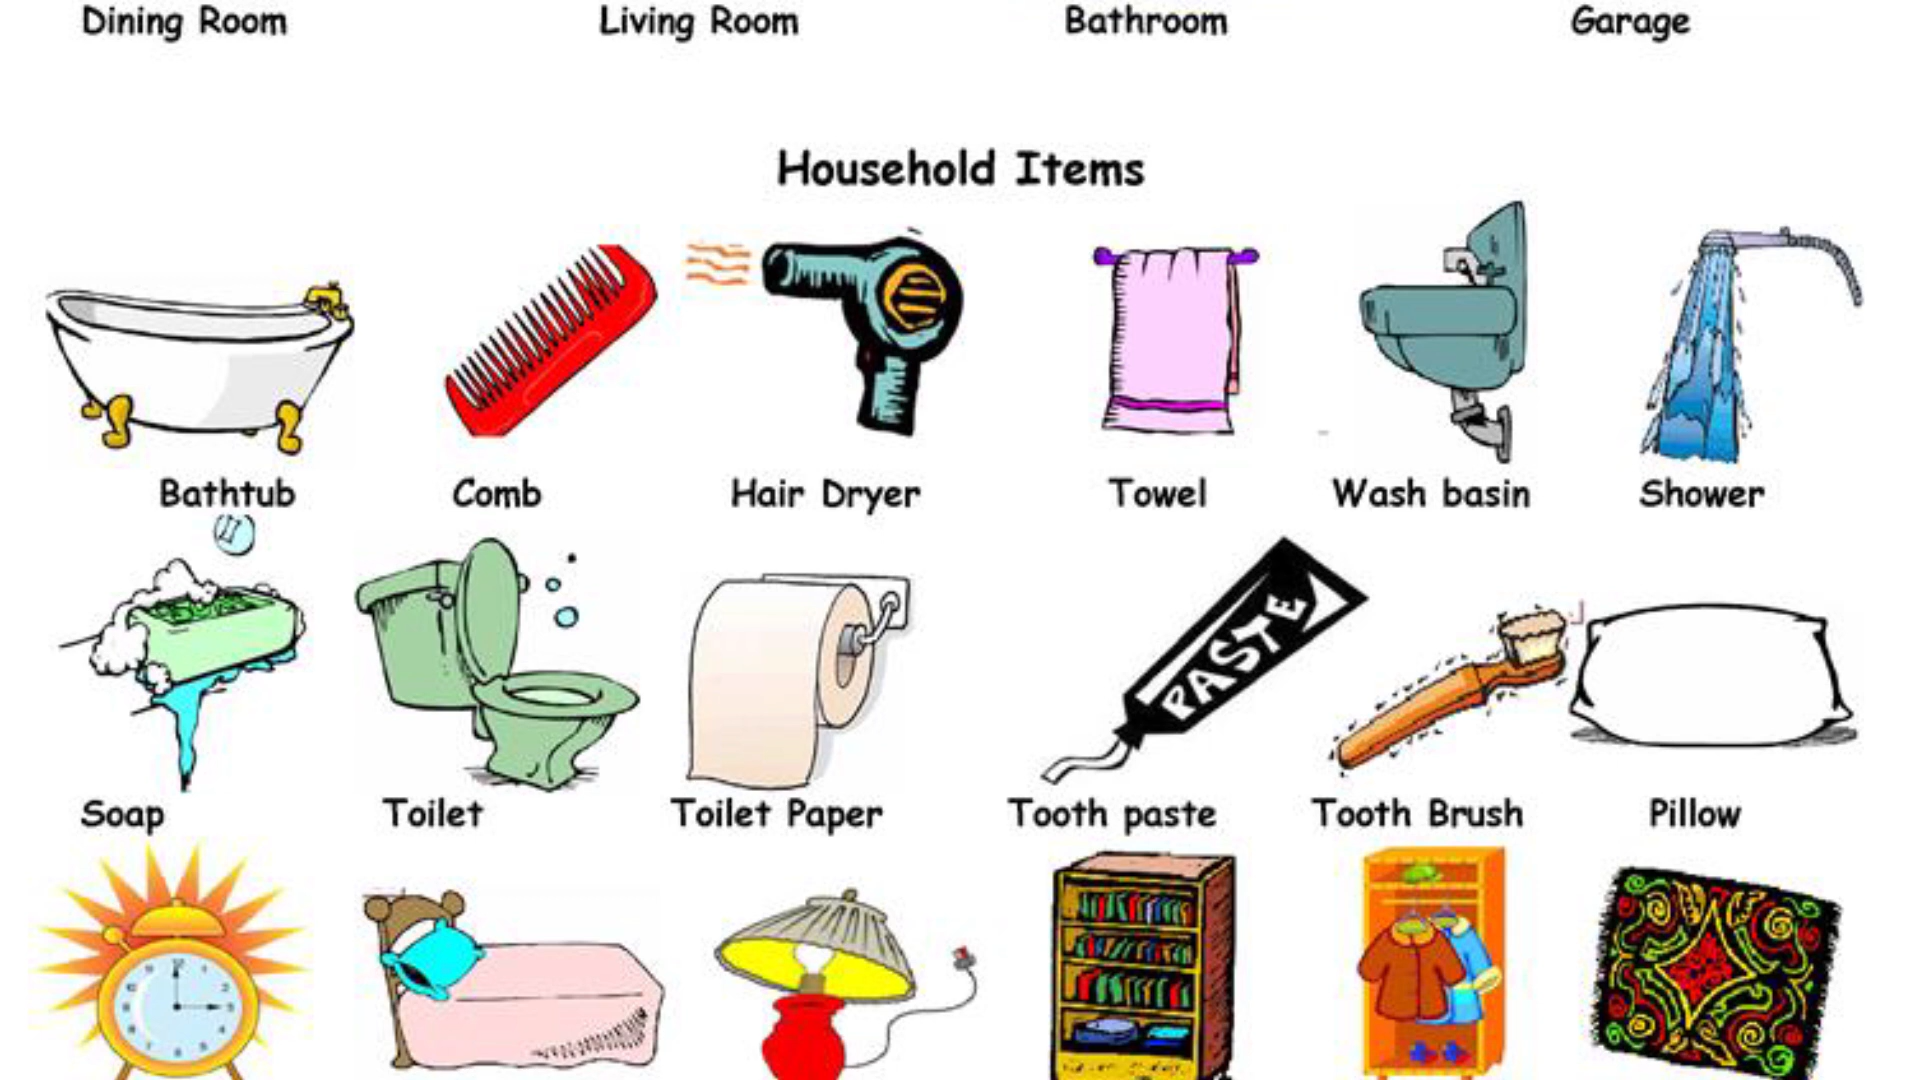 Dining Room Living Room Bathroom Garage
Household Items
Bathtub Comb Hair Dryer Towel Wash basin Shower
PASTE
Soap Toilet Toilet Paper Tooth paste Tooth Brush Pillow